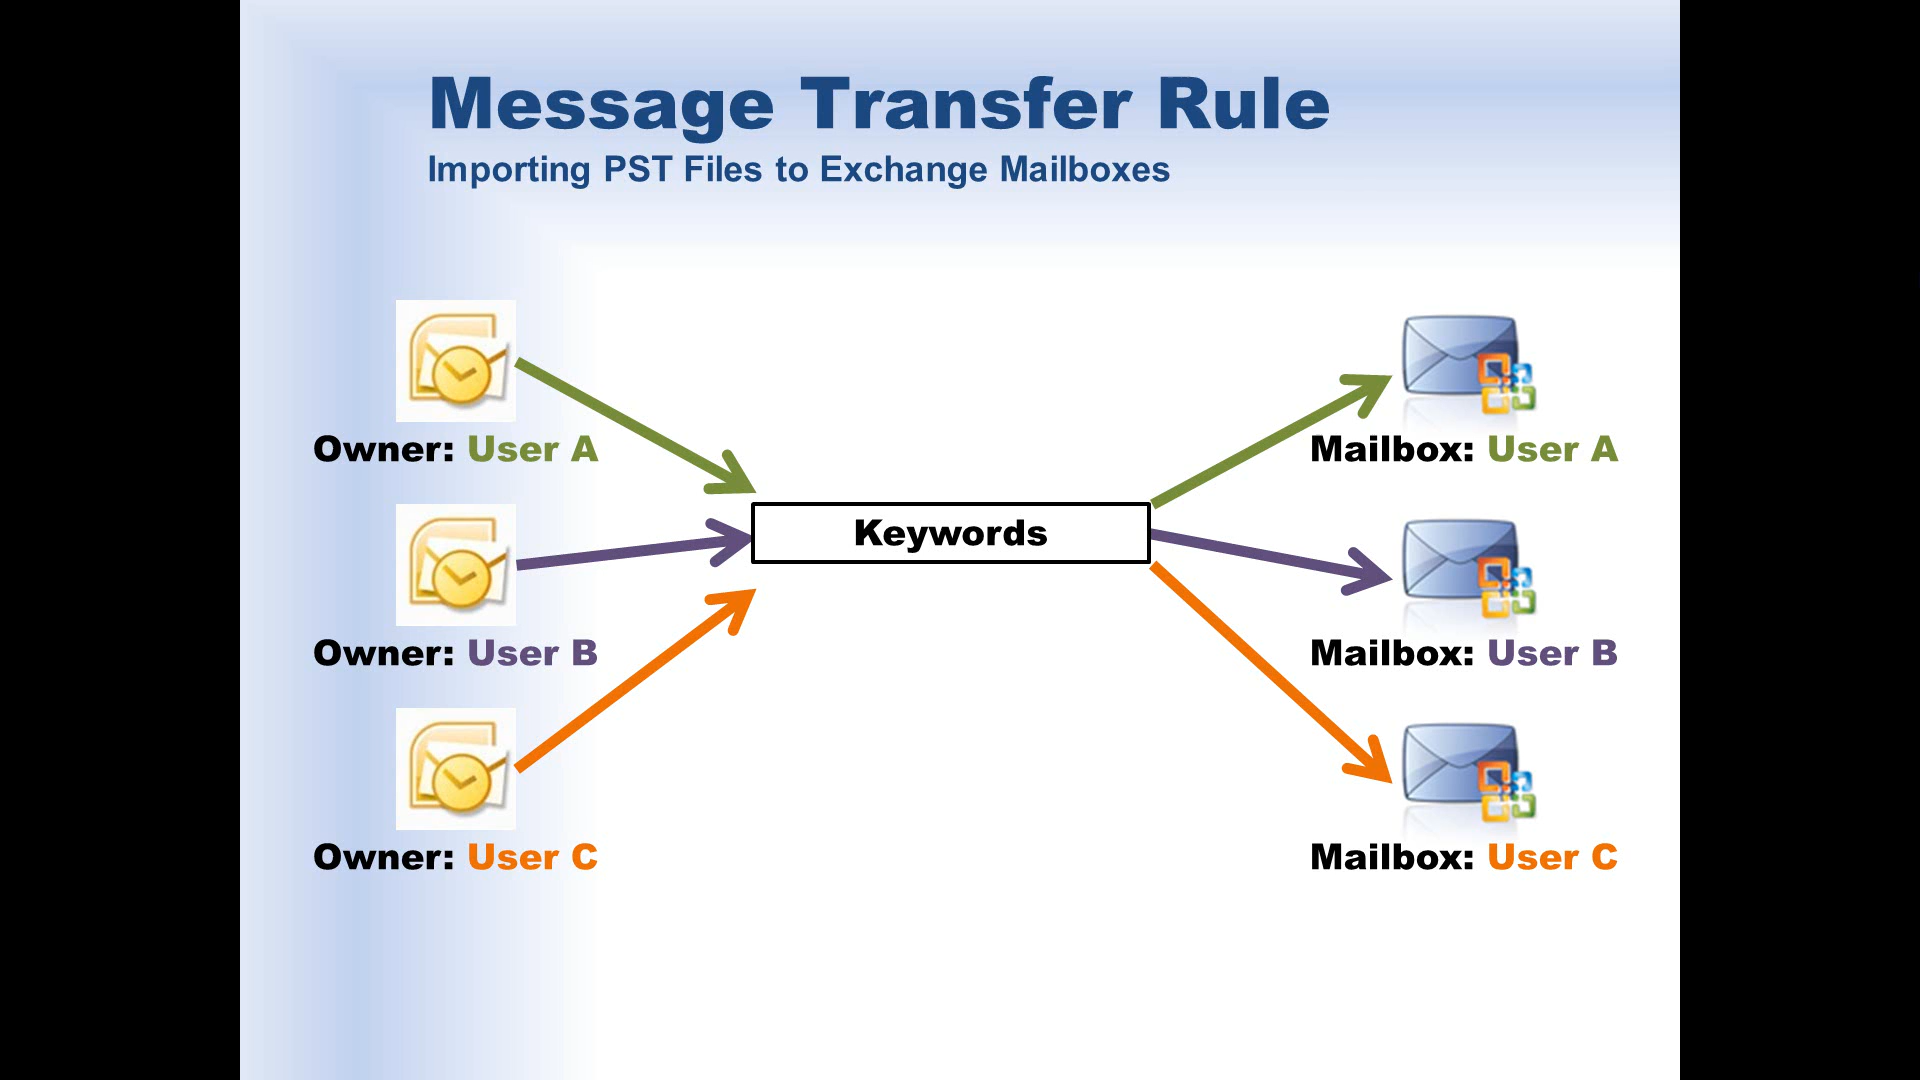 Message Transfer Rule
Importing PST Files to Exchange Mailboxes
Owner: User A
Mailbox: User A
Keywords
Owner: User B
Mailbox: User B
Owner: User C
Mailbox: User C